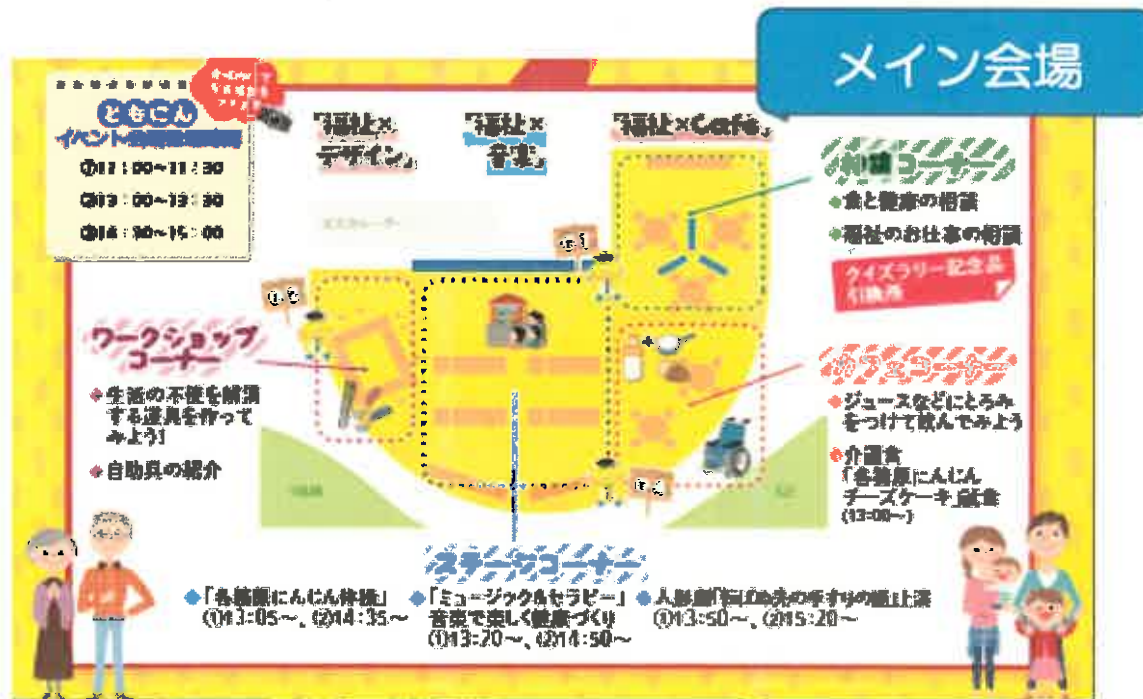 メイン会場
ともにん
イベント
①11:00~11:30
②13:00~13:30
③14:30~15:00
「福祉×
デザイン」
「福祉×
音楽」
「福祉×Cafe」
相談コーナー
食と健康の相談
福祉のお仕事の相談
クイズラリー記念品
引換所
ワークショップ
コーナー
生活の不便を解消
する道具を作って
みよう!
自助具の紹介
カフェコーナー
ジュースなどにとろみ
をつけて飲んでみよう
介護食
「各務原にんじん
チーズケーキ」試食
(13:00~)
ステージコーナー
「各務原にんじん体操」
①13:05~、②14:35~
「ミュージック&セラピー」
音楽で楽しく健康づくり
①13:20~、②14:50~
人形劇「
上演
①13:50~、②15:20~